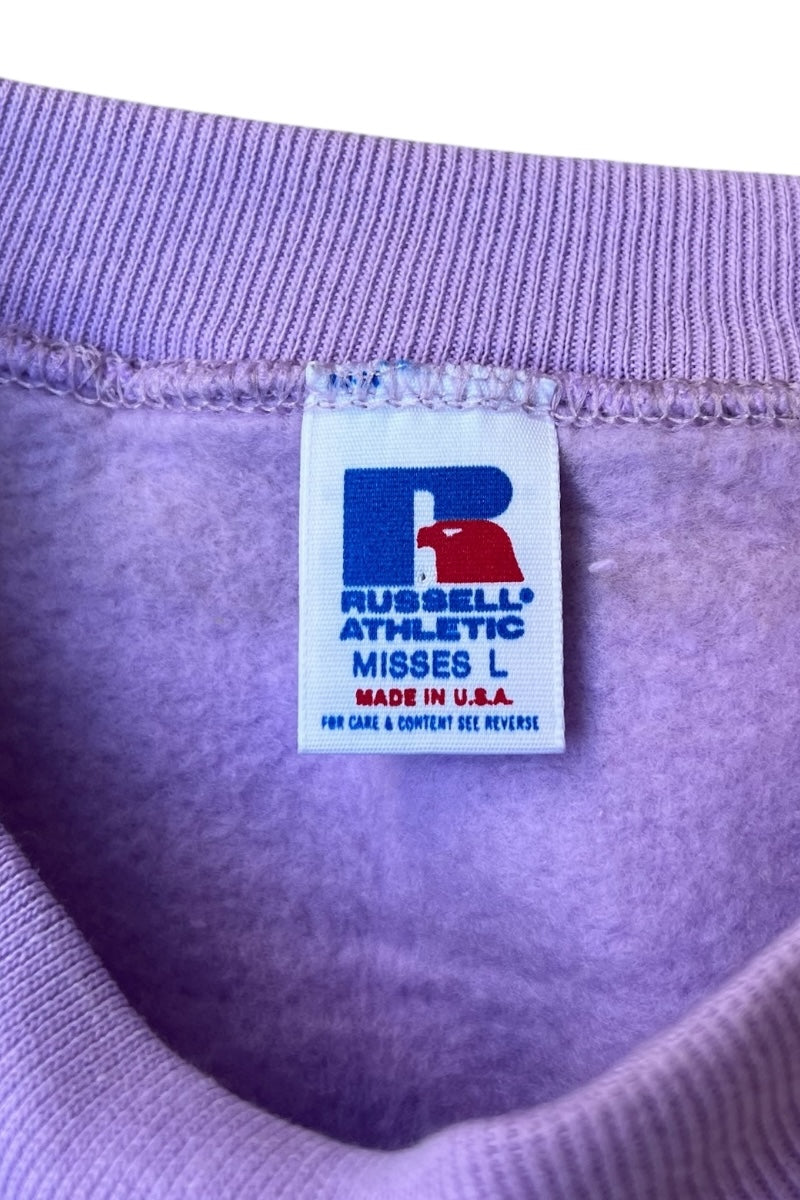 R
RUSSELL®
ATHLETIC
MISSES L
MADE IN U.S.A.
FOR CARE & CONTENT SEE REVERSE